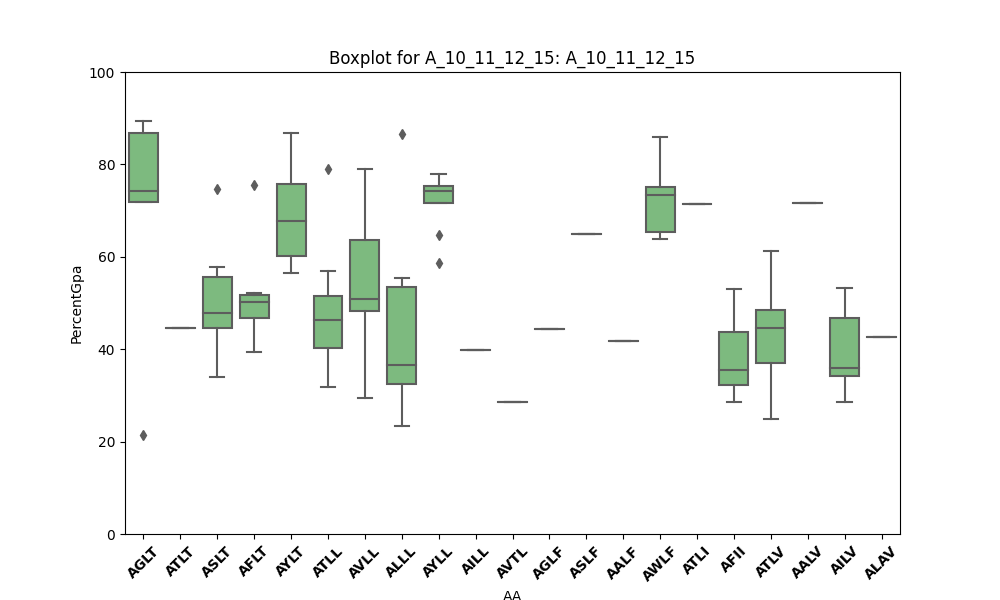 Boxplot for A_10_11_12_15: A_10_11_12_15
100
80
60
40
20
0
PercentGpa
AGLT ATLT ASLT AFLT AYLT ATLL AVLL ALLL AYLL AILL AVTL AGLF ASLF AALF AWLF ATLI AFII ATLV AALV AILV ALAV
AA